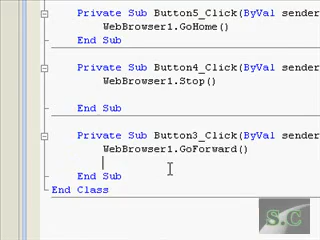 Private Sub Button5_Click(ByVal sender
WebBrowser1.GoHome()
End Sub
Private Sub Button4_Click(ByVal sender
WebBrowser1.Stop()
End Sub
Private Sub Button3_Click(ByVal sender
WebBrowser1.GoForward()
End Sub
End Class
S.C